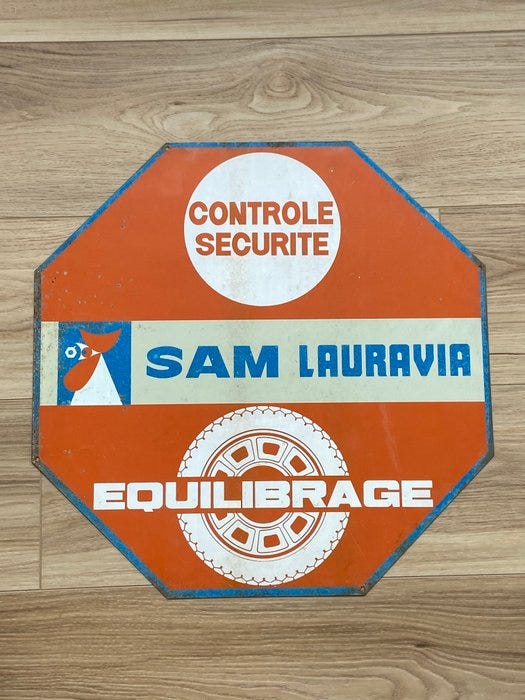 CONTROLE
SECURITE
SAM LAURAVIA
EQUILIBRAGE